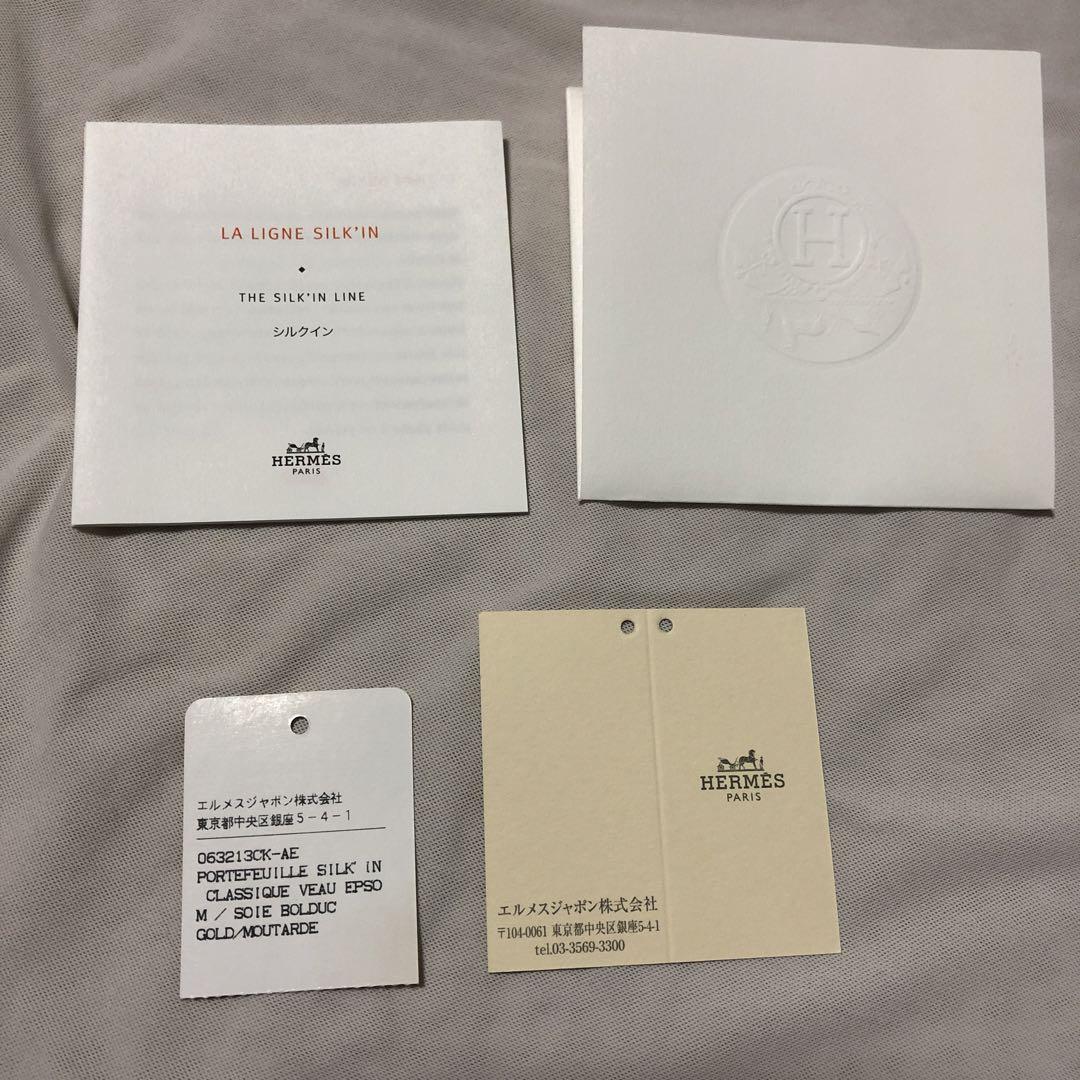 LA LIGNE SILK'IN
THE SILK'IN LINE
シルクイン
HERMÈS
PARIS
H
エルメスジャポン株式会社
東京都中央区銀座5-4-1
063213CK-AE
PORTEFEUILLE SILK' IN
CLASSIQUE VEAU EPSO
M / SOIE BOLDUC
GOLD/MOUTARDE
HERMÈS
PARIS
エルメスジャポン株式会社
〒104-0061 東京都中央区銀座5-4-1
tel.03-3569-3300